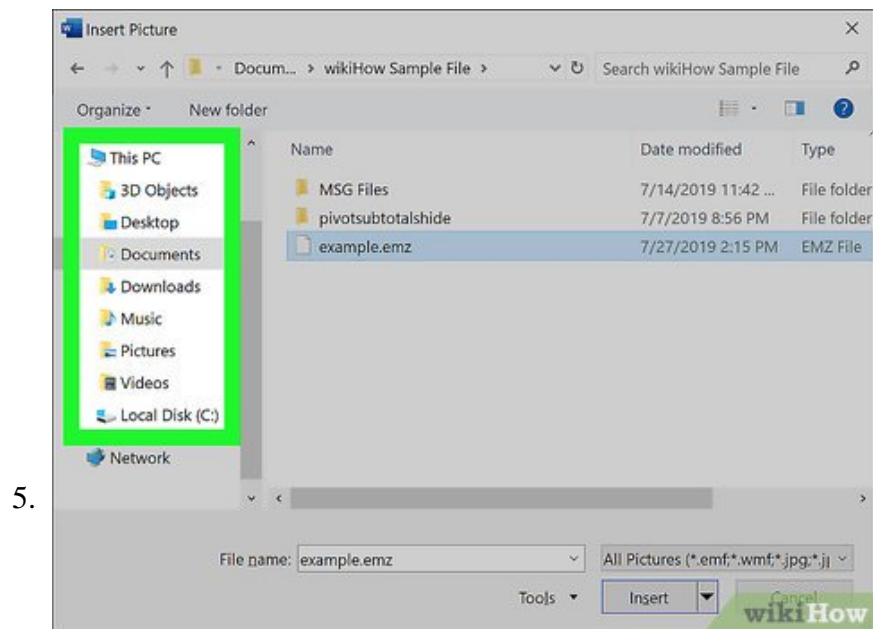 Insert Picture
Docum... > wikiHow Sample File > Search wikiHow Sample File
Organize New folder
Name Date modified Type
This PC
3D Objects MSG Files 7/14/2019 11:42 ... File folder
Desktop pivotsubtotalshide 7/7/2019 8:56 PM File folder
Documents example.emz 7/27/2019 2:15 PM EMZ File
Downloads
Music
Pictures
Videos
Local Disk (C:)
Network
5.
File name: example.emz All Pictures (*.emf;*.wmf;*.jpg;*.j
Tools Insert Cancel
wikiHow